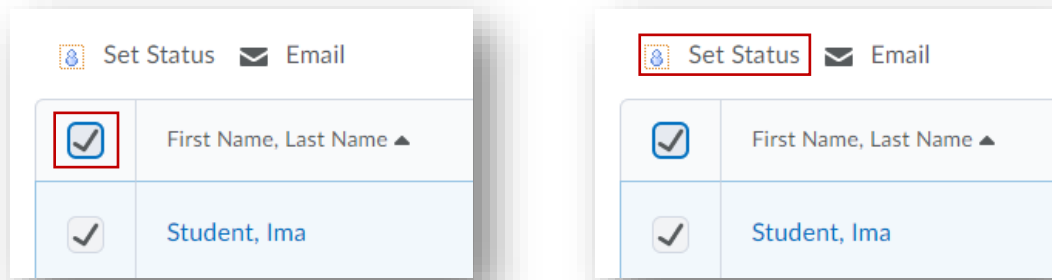 Set Status Email
First Name, Last Name
Student, Ima
Set Status Email
First Name, Last Name
Student, Ima